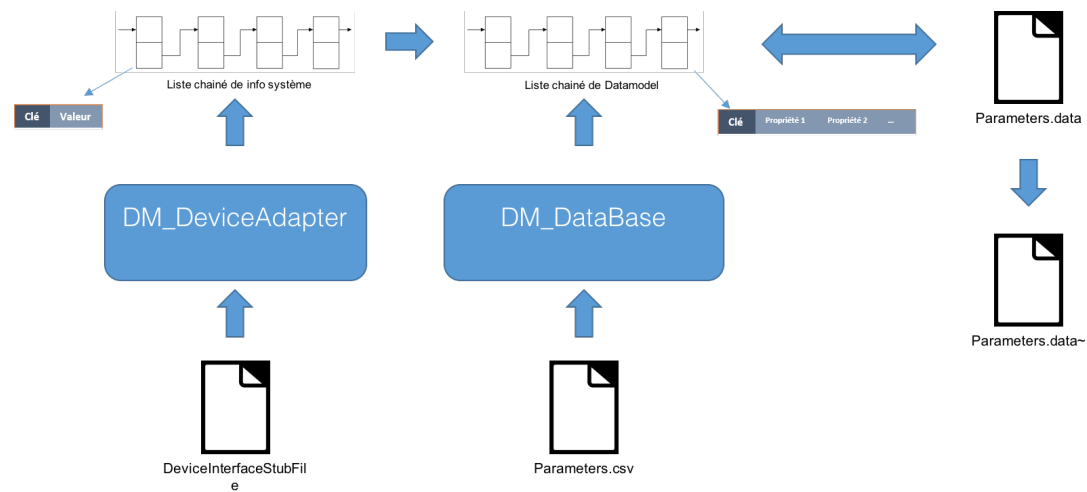 Liste chainé de info système
Liste chainé de Datamodel
Clé Valeur
Clé Propriété 1 Propriété 2 ...
Parameters.data
DM_DeviceAdapter
DM_DataBase
Parameters.data~
DeviceInterfaceStubFil
e
Parameters.csv